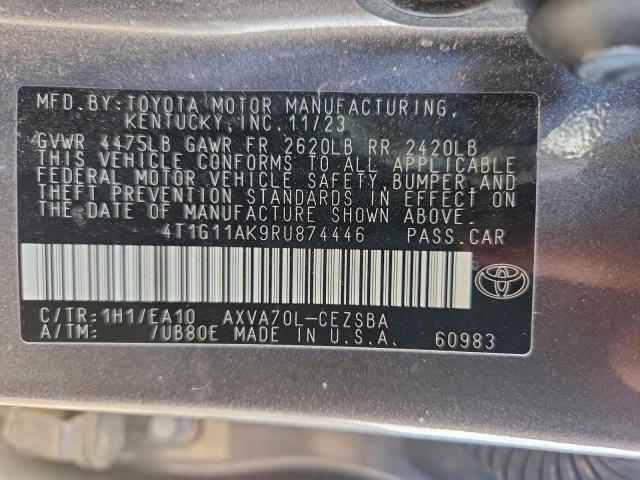 MFD.BY:TOYOTA MOTOR MANUFACTURING,
KENTUCKY,INC. 11/23
GVWR 4475LB GAWR FR 2620LB RR 2420LB
THIS VEHICLE CONFORMS TO ALL APPLICABLE
FEDERAL MOTOR VEHICLE SAFETY,BUMPER,AND
THEFT PREVENTION STANDARDS IN EFFECT ON
THE DATE OF MANUFACTURE SHOWN ABOVE.
4T1G11AK9RU874446 PASS.CAR
C/TR:1H1/EA10 AXVA70L-CEZSBA
A/TM: /UB80E MADE IN U.S.A. 60983